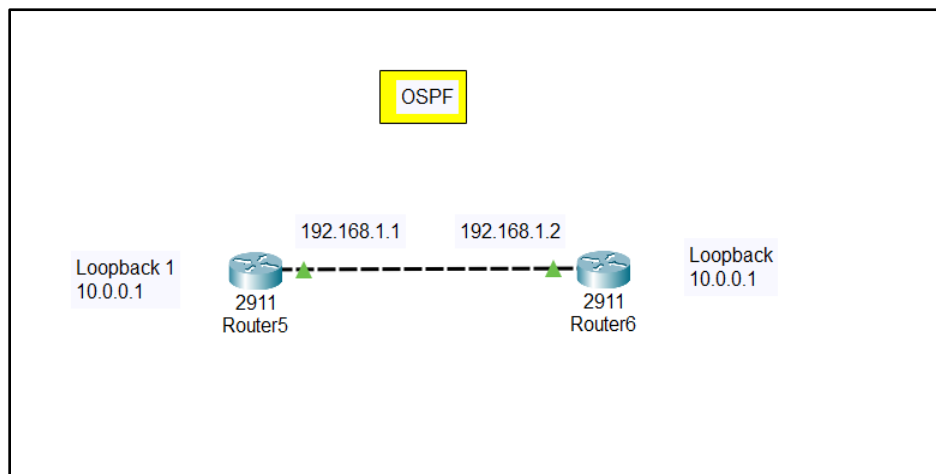 OSPF
192.168.1.1
192.168.1.2
Loopback 1
10.0.0.1
Loopback
10.0.0.1
2911
Router5
2911
Router6